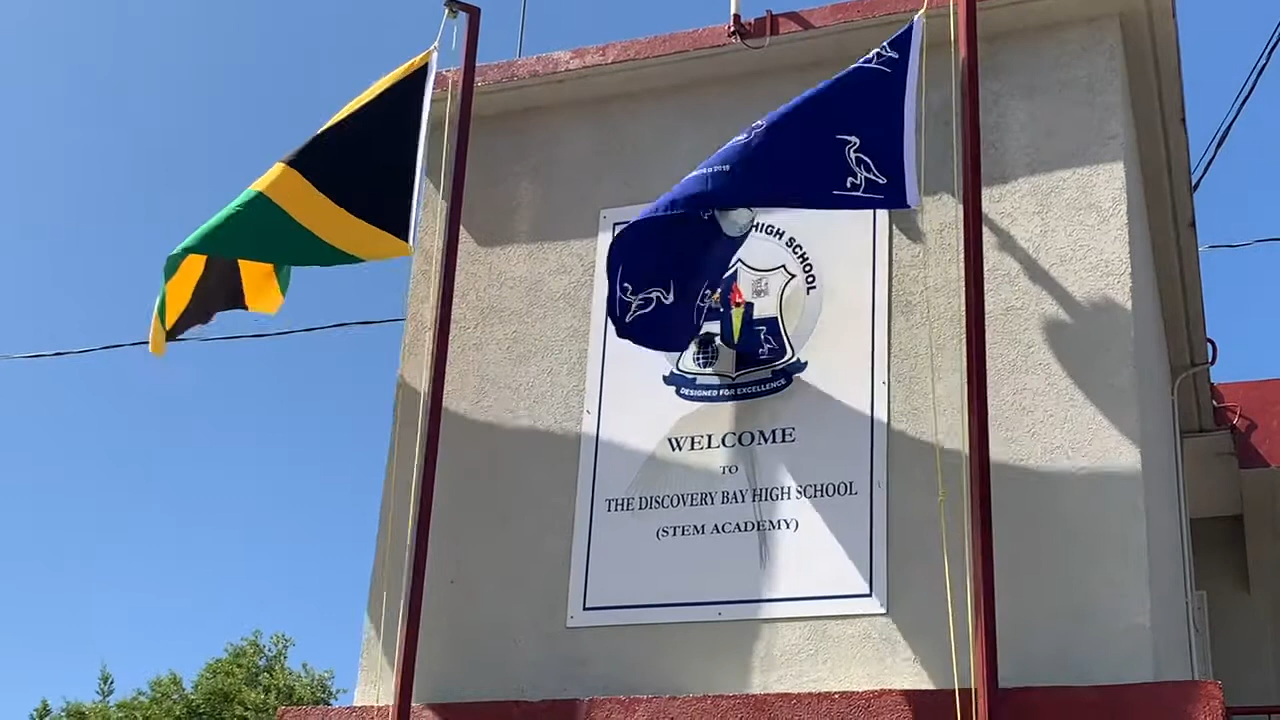 HIGH SCHOOL
DESIGNED FOR EXCELLENCE
WELCOME
TO
THE DISCOVERY BAY HIGH SCHOOL
(STEM ACADEMY)